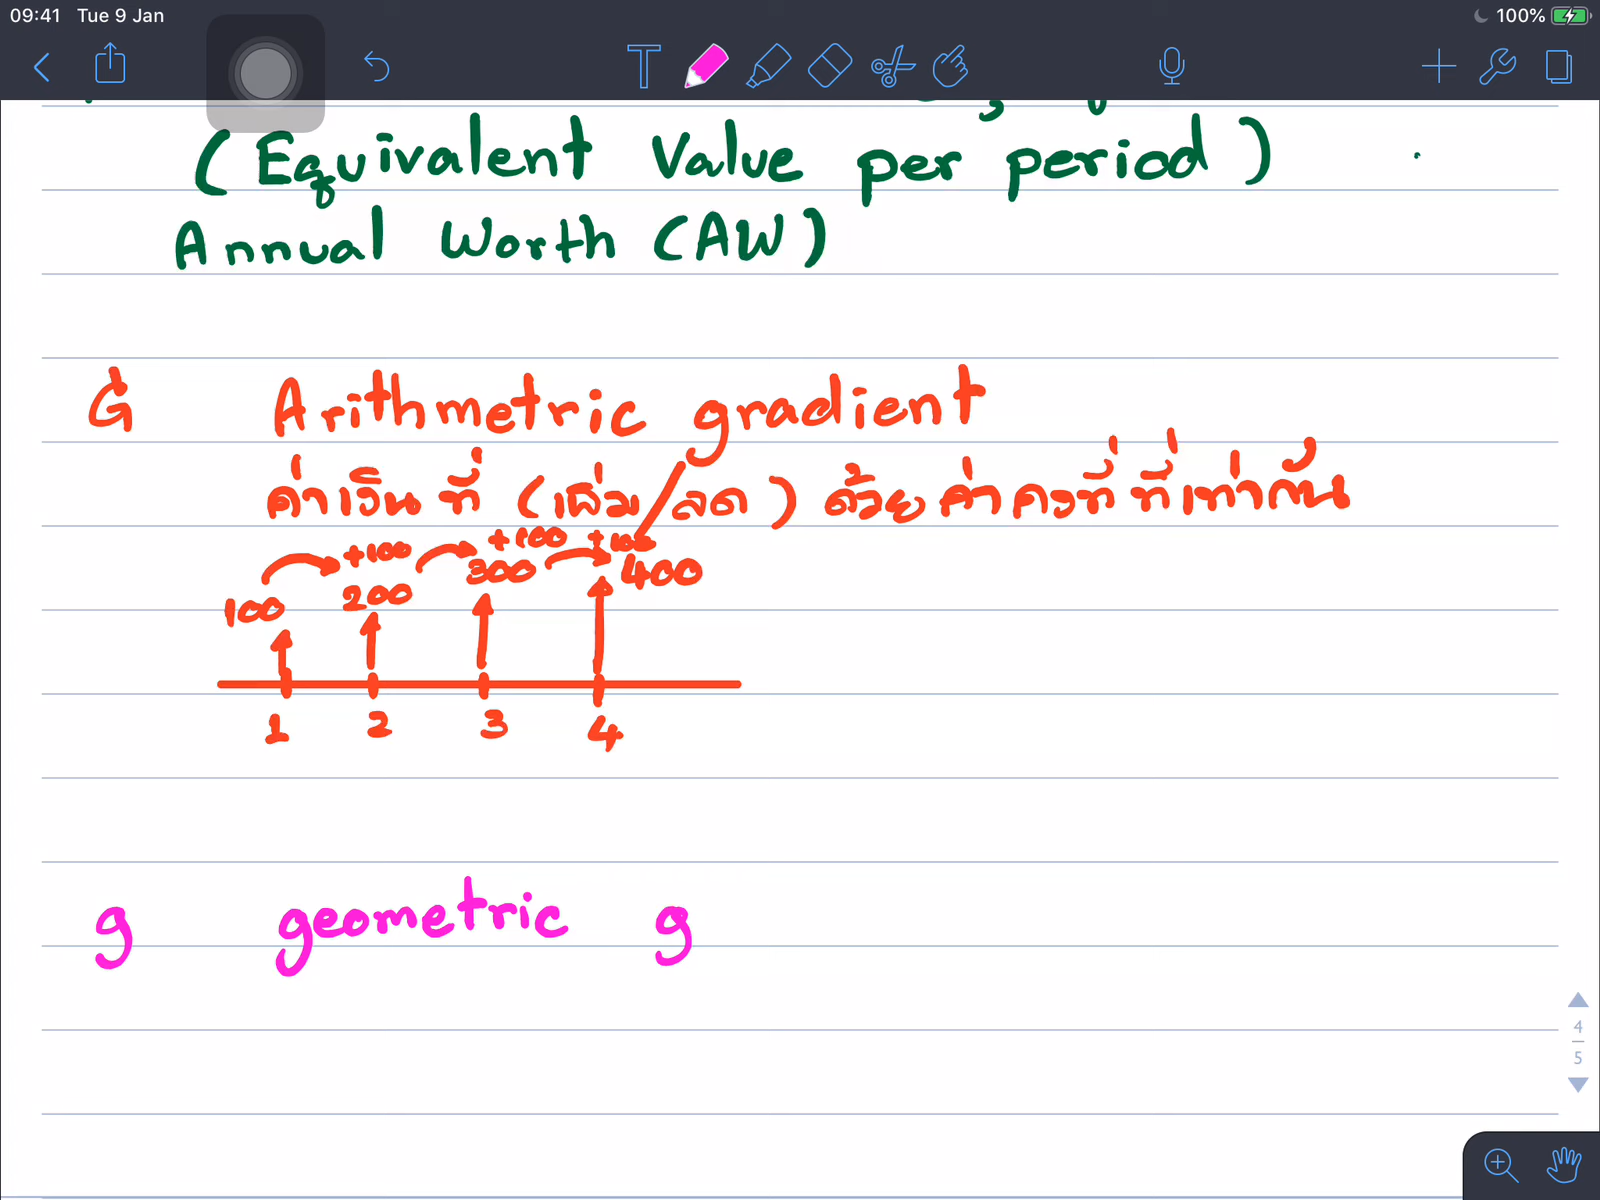 09:41 Tue 9 Jan 100%
(Equivalent Value per period)
Annual Worth (AW)
G Arithmetric gradient
ค่าเงินที่ (เพิ่ม/ลด) ด้วยค่าคงที่ที่เท่ากัน
+100 +100 +100
100 200 300 400
1 2 3 4
g geometric g
4
5